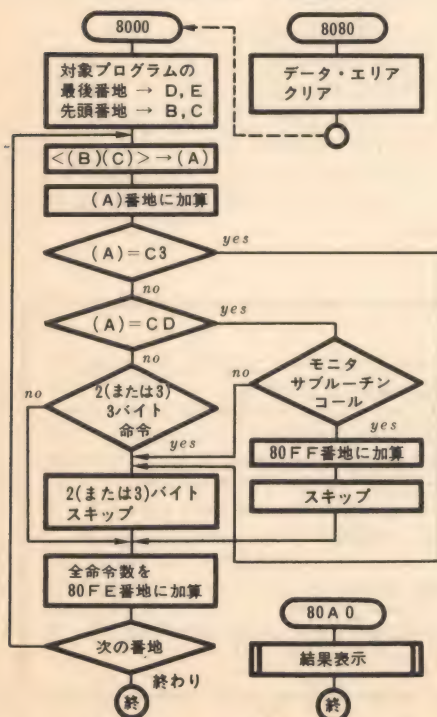 8000
対象プログラムの
最後番地 → D, E
先頭番地 → B, C
<(B)(C)>→(A)
(A)番地に加算
(A)=C3
yes
no
(A)=CD
yes
no
モニタ
サブルーチン
コール
no
yes
80FF番地に加算
スキップ
2(または3)
3バイト
命令
no
yes
2(または3)バイト
スキップ
全命令数を
80FE番地に加算
次の番地
終わり
終
8080
データ・エリア
クリア
80A0
結果表示
終